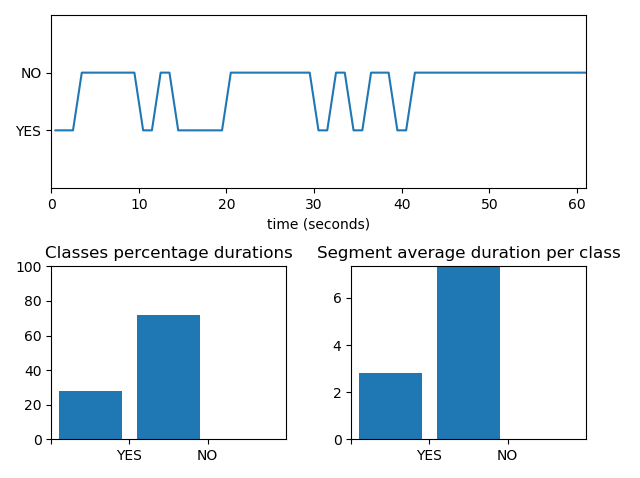 NO
YES
0 10 20 30 40 50 60
time (seconds)
Classes percentage durations
Segment average duration per class
100
80
60
40
20
0
YES NO
6
4
2
0
YES NO